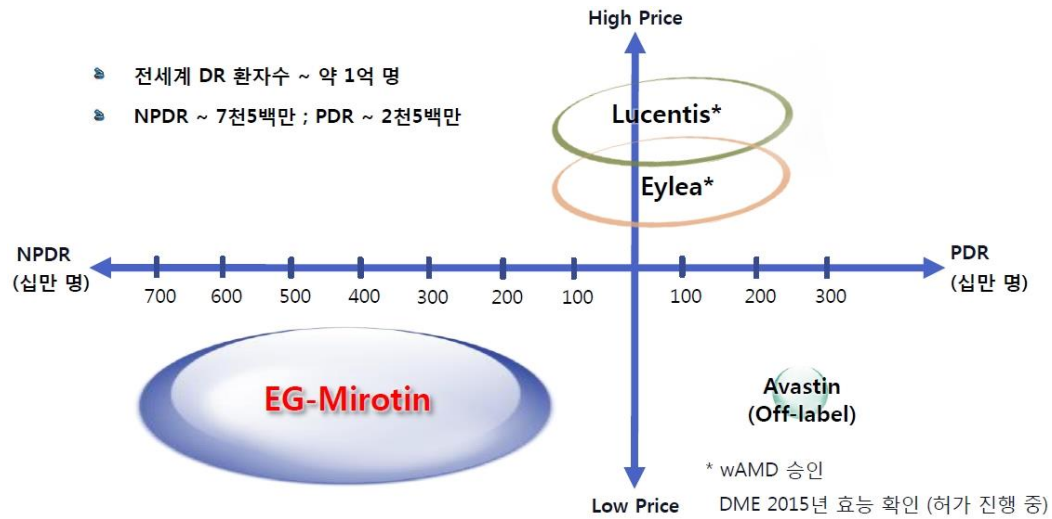 High Price
전세계 DR 환자수 ~ 약 1억 명
NPDR ~ 7천5백만 ; PDR ~ 2천5백만
Lucentis*
Eylea*
NPDR
(십만 명)
PDR
(십만 명)
700 600 500 400 300 200 100 100 200 300
EG-Mirotin
Avastin
(Off-label)
* wAMD 승인
Low Price
DME 2015년 효능 확인 (허가 진행 중)